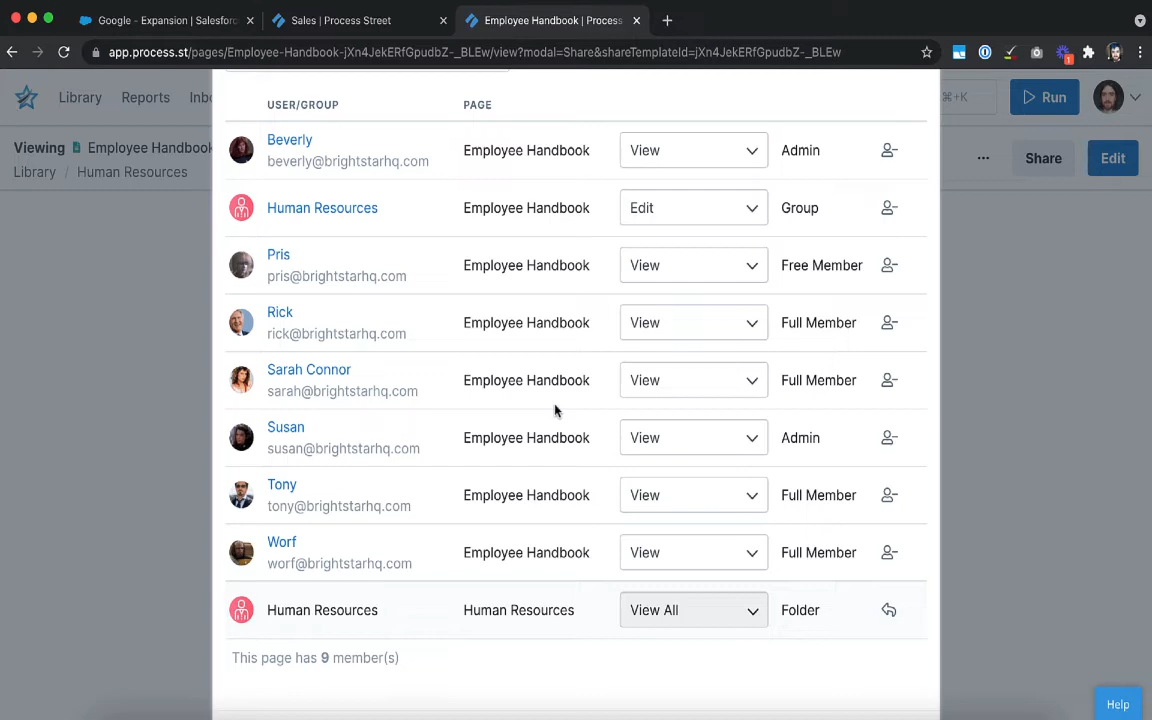 Google - Expansion | Salesforc
Sales | Process Street
Employee Handbook | Process
app.process.st/pages/Employee-Handbook-jXn4JekERfGpudbZ-_BLEw/view?modal=Share&shareTemplateId=jXn4JekERfGpudbZ-_BLEw
1
Library
Reports
Inbo
⌘+K
Run
Viewing
Employee Handbook
Library / Human Resources
Share
Edit
USER/GROUP
PAGE
Beverly
beverly@brightstarhq.com
Employee Handbook
View
Admin
Human Resources
Employee Handbook
Edit
Group
Pris
pris@brightstarhq.com
Employee Handbook
View
Free Member
Rick
rick@brightstarhq.com
Employee Handbook
View
Full Member
Sarah Connor
sarah@brightstarhq.com
Employee Handbook
View
Full Member
Susan
susan@brightstarhq.com
Employee Handbook
View
Admin
Tony
tony@brightstarhq.com
Employee Handbook
View
Full Member
Worf
worf@brightstarhq.com
Employee Handbook
View
Full Member
Human Resources
Human Resources
View All
Folder
This page has 9 member(s)
Help